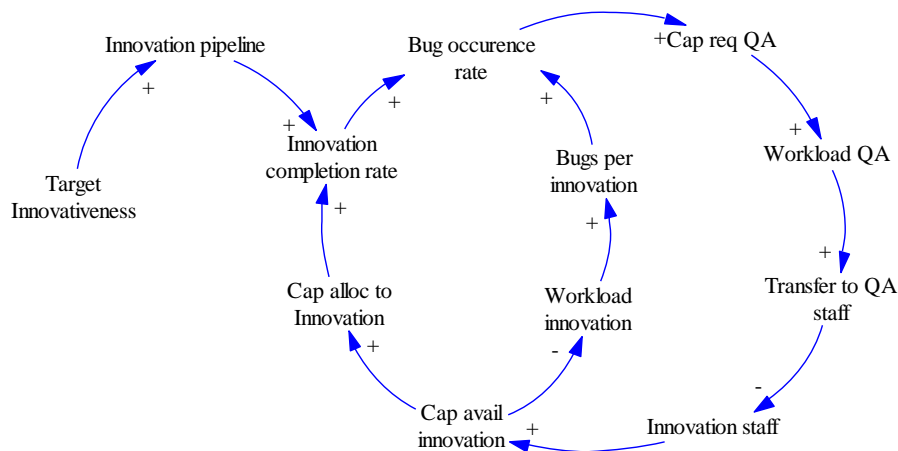 Innovation pipeline
+
Bug occurence
rate
+Cap req QA
+
+
+
+
Innovation
completion rate
Bugs per
innovation
Workload QA
Target
Innovativeness
+
+
+
Cap alloc to
Innovation
Workload
innovation
Transfer to QA
staff
+
-
-
Cap avail
innovation
+
Innovation staff